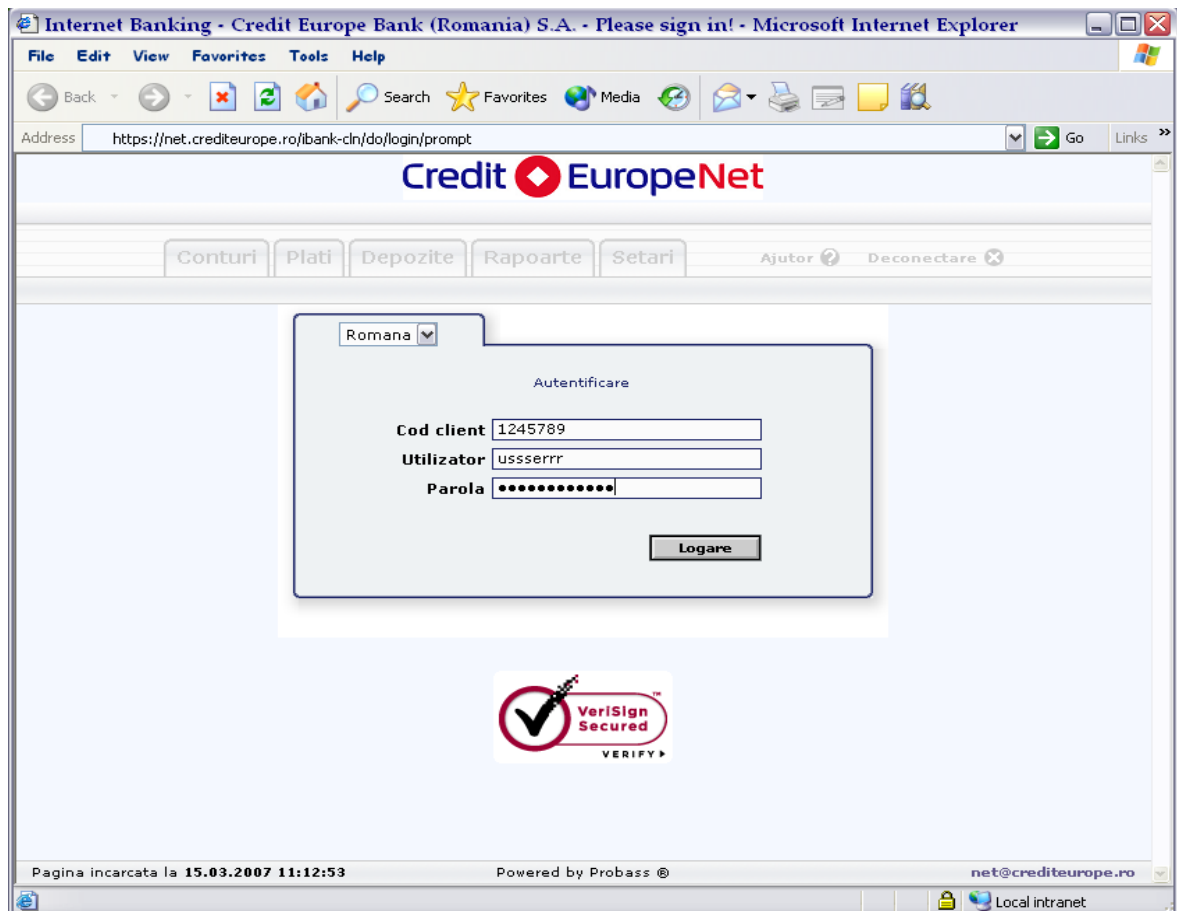 Internet Banking - Credit Europe Bank (Romania) S.A. - Please sign in! - Microsoft Internet Explorer
File Edit View Favorites Tools Help
Back Search Favorites Media
Address https://net.crediteurope.ro/ibank-cln/do/login/prompt Go Links »
Credit EuropeNet
Conturi Plati Depozite Rapoarte Setari Ajutor ? Deconectare
Romana
Autentificare
Cod client 1245789
Utilizator ussserrr
Parola ••••••••••••
Logare
VeriSign™
Secured
VERIFY
Pagina incarcata la 15.03.2007 11:12:53 Powered by Probass ® net@crediteurope.ro
Local intranet